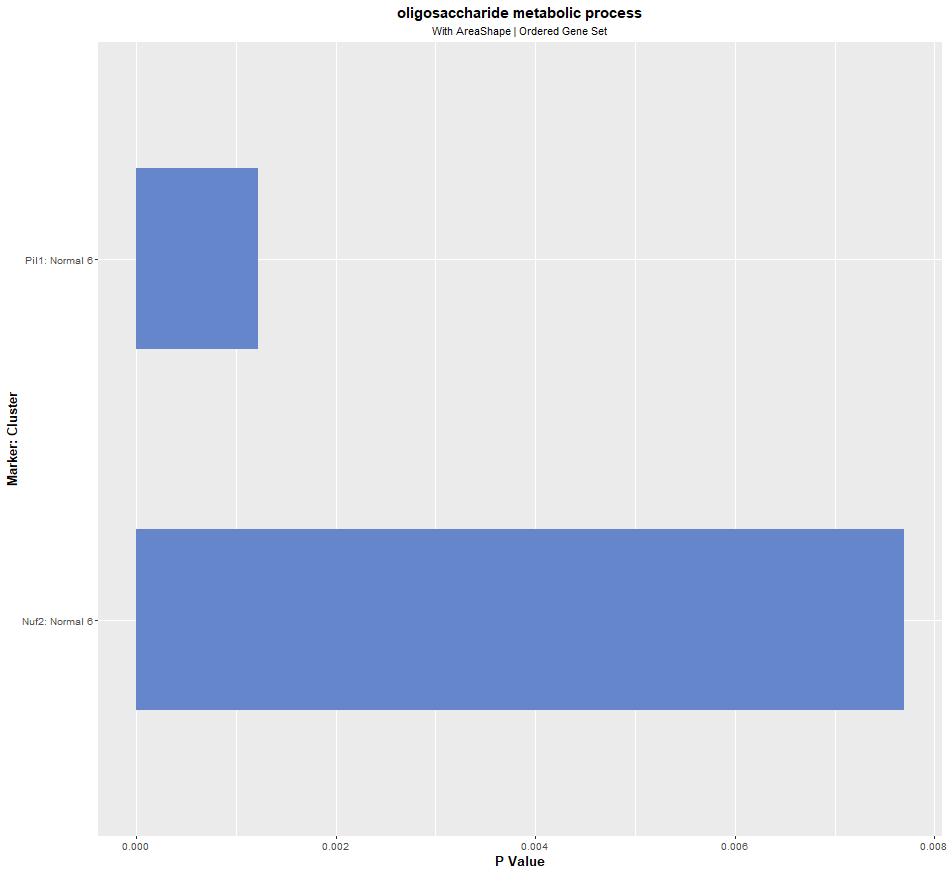 oligosaccharide metabolic process
With AreaShape | Ordered Gene Set
Pil1: Normal 6
Marker: Cluster
Nuf2: Normal 6
0.000 0.002 0.004 0.006 0.008
P Value